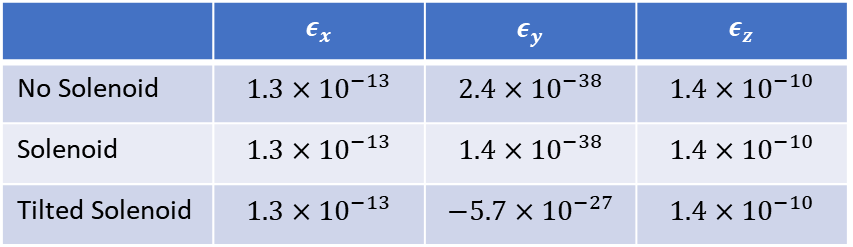 ϵ_x ϵ_y ϵ_z
No Solenoid 1.3 × 10⁻¹³ 2.4 × 10⁻³⁸ 1.4 × 10⁻¹⁰
Solenoid 1.3 × 10⁻¹³ 1.4 × 10⁻³⁸ 1.4 × 10⁻¹⁰
Tilted Solenoid 1.3 × 10⁻¹³ −5.7 × 10⁻²⁷ 1.4 × 10⁻¹⁰